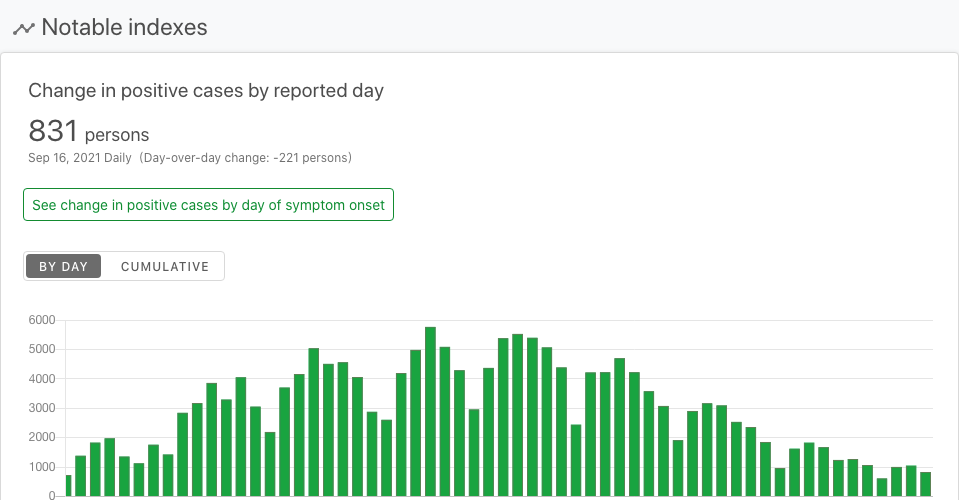 Notable indexes
Change in positive cases by reported day
831 persons
Sep 16, 2021 Daily (Day-over-day change: -221 persons)
See change in positive cases by day of symptom onset
BY DAY CUMULATIVE
6000
5000
4000
3000
2000
1000
0